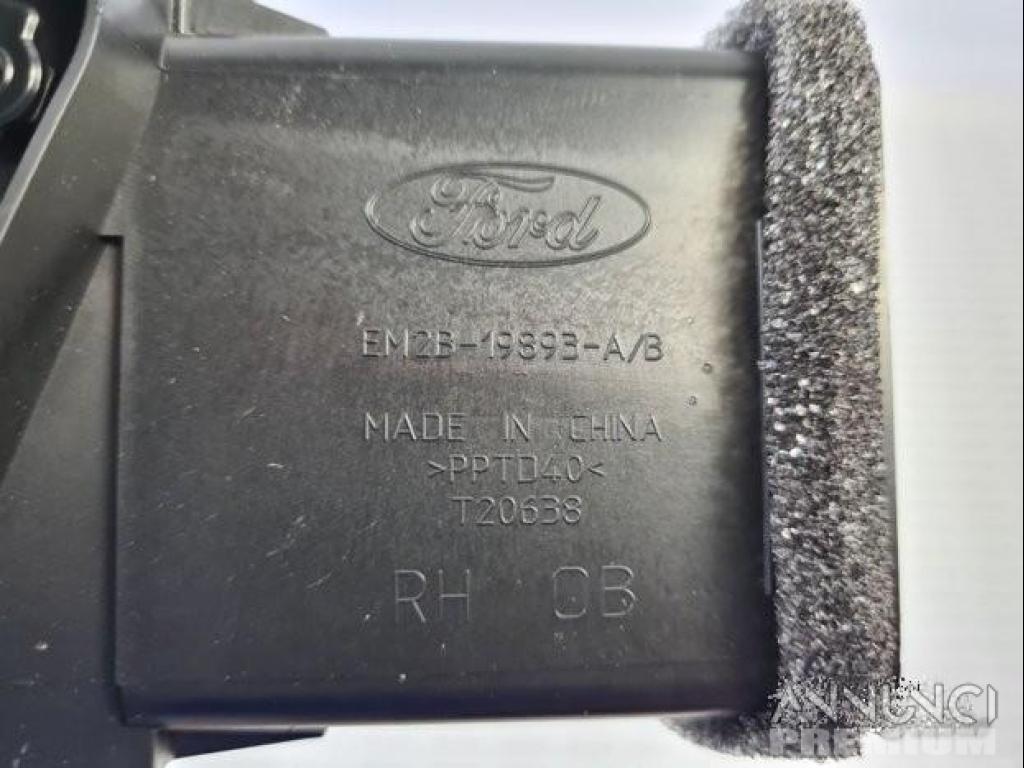 Ford
EM2B-19893-A/B
MADE IN CHINA
>PPTD40<
T20638
RH OB
ANNUNCI
PREMIUM